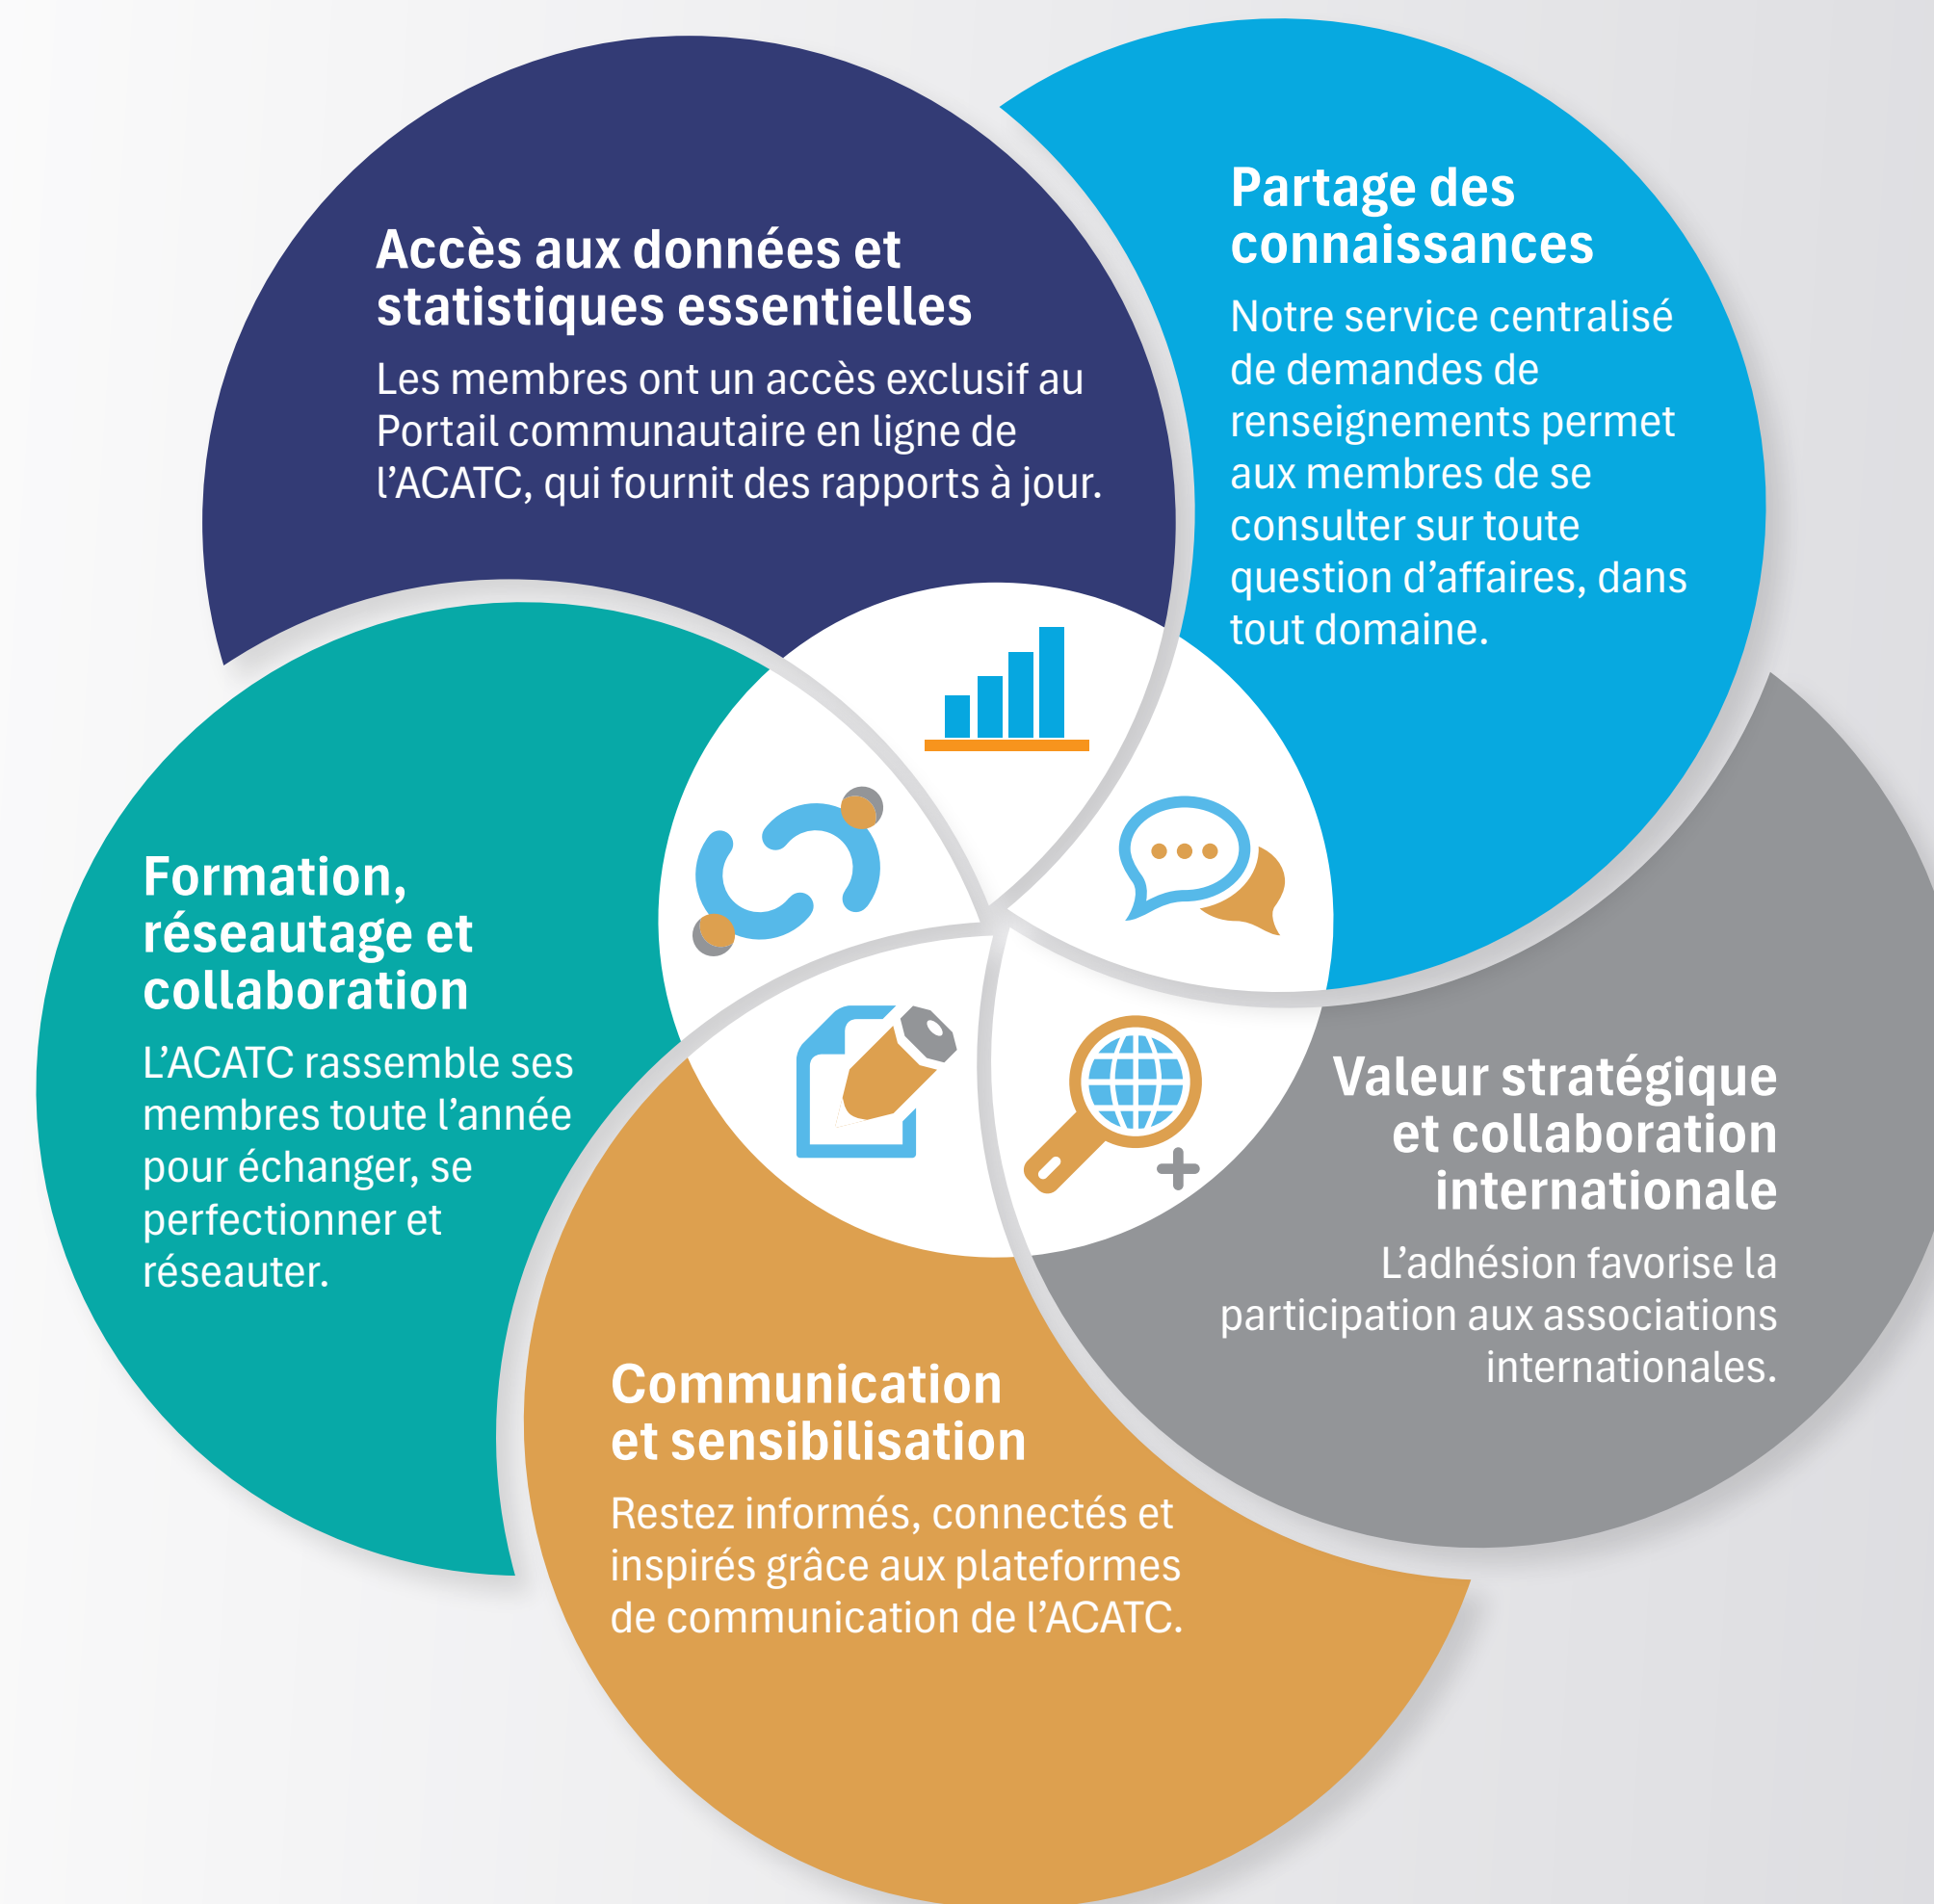 Accès aux données et
statistiques essentielles
Les membres ont un accès exclusif au
Portail communautaire en ligne de
l’ACATC, qui fournit des rapports à jour.
Partage des
connaissances
Notre service centralisé
de demandes de
renseignements permet
aux membres de se
consulter sur toute
question d’affaires, dans
tout domaine.
Formation,
réseautage et
collaboration
L’ACATC rassemble ses
membres toute l’année
pour échanger, se
perfectionner et
réseauter.
Valeur stratégique
et collaboration
internationale
L’adhésion favorise la
participation aux associations
internationales.
Communication
et sensibilisation
Restez informés, connectés et
inspirés grâce aux plateformes
de communication de l’ACATC.